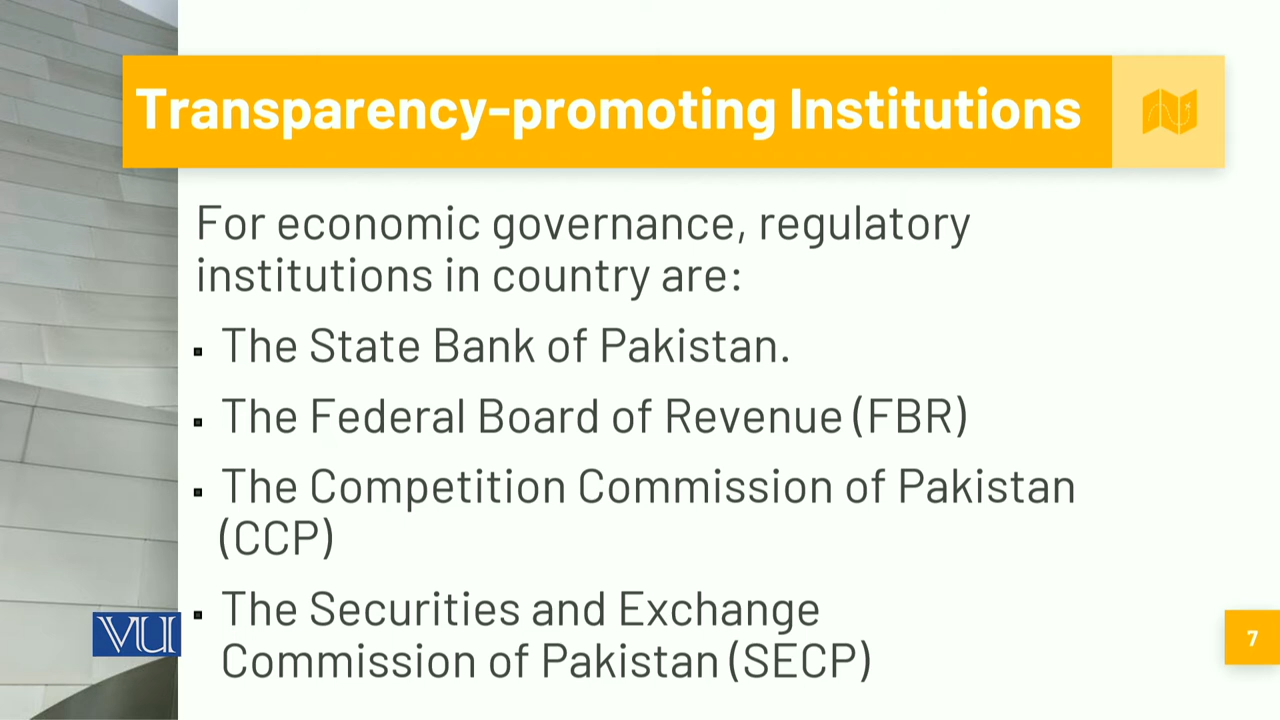 Transparency-promoting Institutions
For economic governance, regulatory
institutions in country are:
▪ The State Bank of Pakistan.
▪ The Federal Board of Revenue (FBR)
▪ The Competition Commission of Pakistan
(CCP)
▪ The Securities and Exchange
Commission of Pakistan (SECP)
VU
7